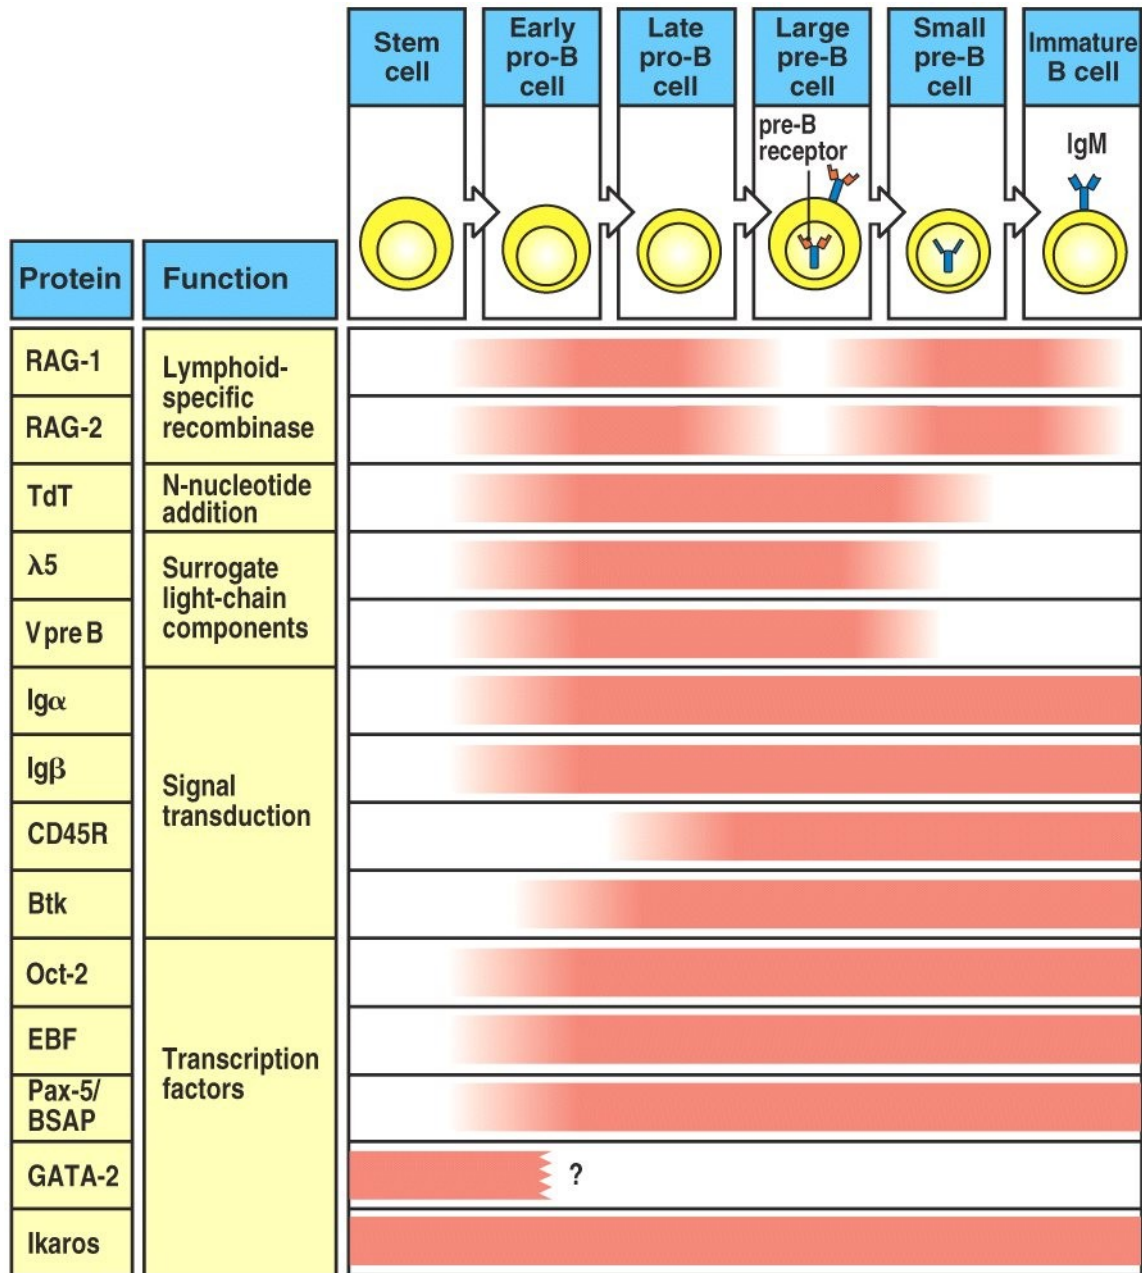 Stem
cell
Early
pro-B
cell
Late
pro-B
cell
Large
pre-B
cell
Small
pre-B
cell
Immature
B cell
pre-B
receptor
IgM
Protein
Function
RAG-1
Lymphoid-
specific
recombinase
RAG-2
TdT
N-nucleotide
addition
λ5
Surrogate
light-chain
components
VpreB
Igα
Signal
transduction
Igβ
CD45R
Btk
Oct-2
Transcription
factors
EBF
Pax-5/
BSAP
GATA-2
?
Ikaros